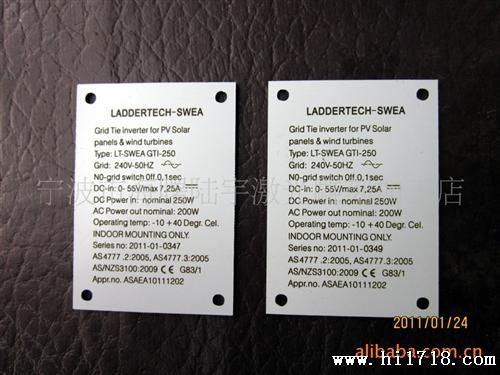 LADDERTECH-SWEA
Grid Tie inverter for PV Solar
panels & wind turbines
Type: LT-SWEA GTI-250
Grid: 240V-50HZ
N0-grid switch 0ff. 0,1sec
DC-in: 0- 55V/max 7,25A
DC Power in: nominal 250W
AC Power out nominal: 200W
Operating temp: -10 + 40 Degr. Cel.
INDOOR MOUNTING ONLY.
Series no: 2011-01-0347
AS4777 .2:2005, AS4777.3:2005
AS/NZS3100:2009 CE G83/1
Appr.no. ASAEA10111202
LADDERTECH-SWEA
Grid Tie inverter for PV Solar
panels & wind turbines
Type: LT-SWEA GTI-250
Grid: 240V-50HZ
N0-grid switch 0ff. 0,1sec
DC-in: 0- 55V/max 7,25A
DC Power in: nominal 250W
AC Power out nominal: 200W
Operating temp: -10 + 40 Degr. Cel.
INDOOR MOUNTING ONLY.
Series no: 2011-01-0349
AS4777 .2:2005, AS4777.3:2005
AS/NZS3100:2009 CE G83/1
Appr.no. ASAEA10111202
宁波 陆宇激 店
2011/01/24
alibaba.com.cn
www.hi1718.com